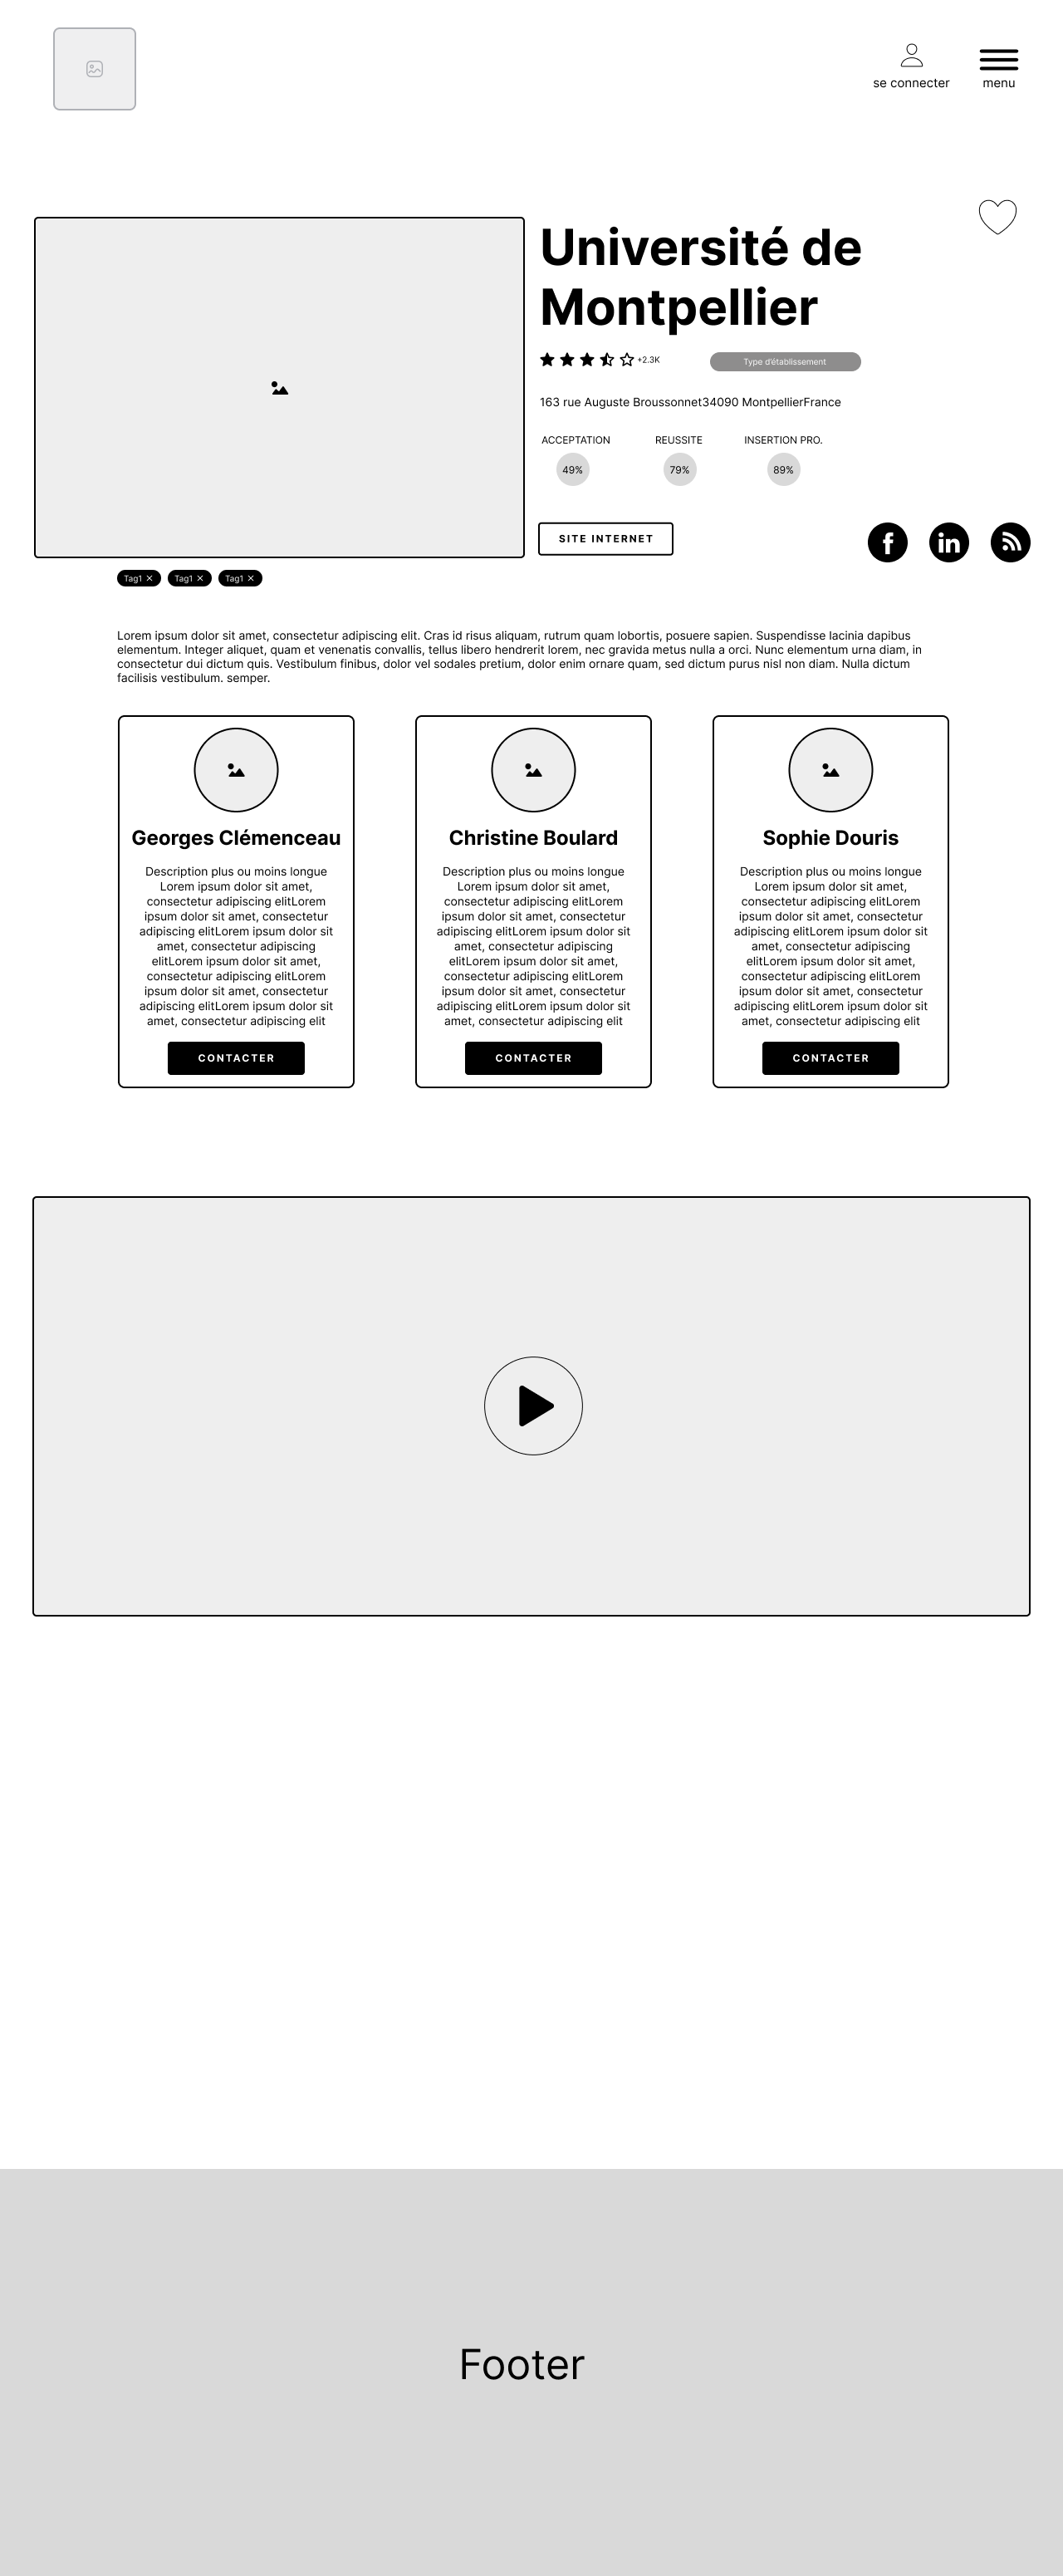 se connecter
menu
Université de
Montpellier
+2.3K
Type d'établissement
163 rue Auguste Broussonnet34090 MontpellierFrance
ACCEPTATION
REUSSITE
INSERTION PRO.
49%
79%
89%
SITE INTERNET
Tag1
Tag1
Tag1
Lorem ipsum dolor sit amet, consectetur adipiscing elit. Cras id risus aliquam, rutrum quam lobortis, posuere sapien. Suspendisse lacinia dapibus
elementum. Integer aliquet, quam et venenatis convallis, tellus libero hendrerit lorem, nec gravida metus nulla a orci. Nunc elementum urna diam, in
consectetur dui dictum quis. Vestibulum finibus, dolor vel sodales pretium, dolor enim ornare quam, sed dictum purus nisl non diam. Nulla dictum
facilisis vestibulum. semper.
Georges Clémenceau
Description plus ou moins longue
Lorem ipsum dolor sit amet,
consectetur adipiscing elitLorem
ipsum dolor sit amet, consectetur
adipiscing elitLorem ipsum dolor sit
amet, consectetur adipiscing
elitLorem ipsum dolor sit amet,
consectetur adipiscing elitLorem
ipsum dolor sit amet, consectetur
adipiscing elitLorem ipsum dolor sit
amet, consectetur adipiscing elit
CONTACTER
Christine Boulard
Description plus ou moins longue
Lorem ipsum dolor sit amet,
consectetur adipiscing elitLorem
ipsum dolor sit amet, consectetur
adipiscing elitLorem ipsum dolor sit
amet, consectetur adipiscing
elitLorem ipsum dolor sit amet,
consectetur adipiscing elitLorem
ipsum dolor sit amet, consectetur
adipiscing elitLorem ipsum dolor sit
amet, consectetur adipiscing elit
CONTACTER
Sophie Douris
Description plus ou moins longue
Lorem ipsum dolor sit amet,
consectetur adipiscing elitLorem
ipsum dolor sit amet, consectetur
adipiscing elitLorem ipsum dolor sit
amet, consectetur adipiscing
elitLorem ipsum dolor sit amet,
consectetur adipiscing elitLorem
ipsum dolor sit amet, consectetur
adipiscing elitLorem ipsum dolor sit
amet, consectetur adipiscing elit
CONTACTER
Footer